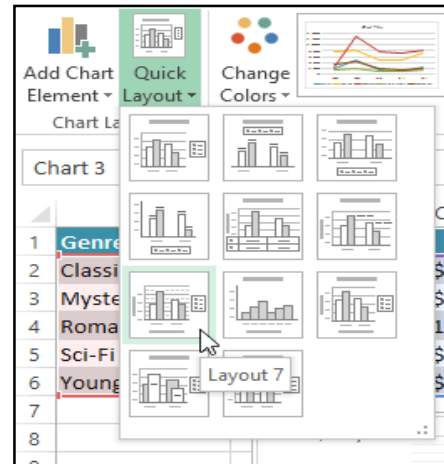 Add Chart Quick Change
Element Layout Colors
Chart La
Chart 3
C
1 Genre
2 Classi $
3 Myste $
4 Roma 1
5 Sci-Fi $
6 Young $
Layout 7
7
8